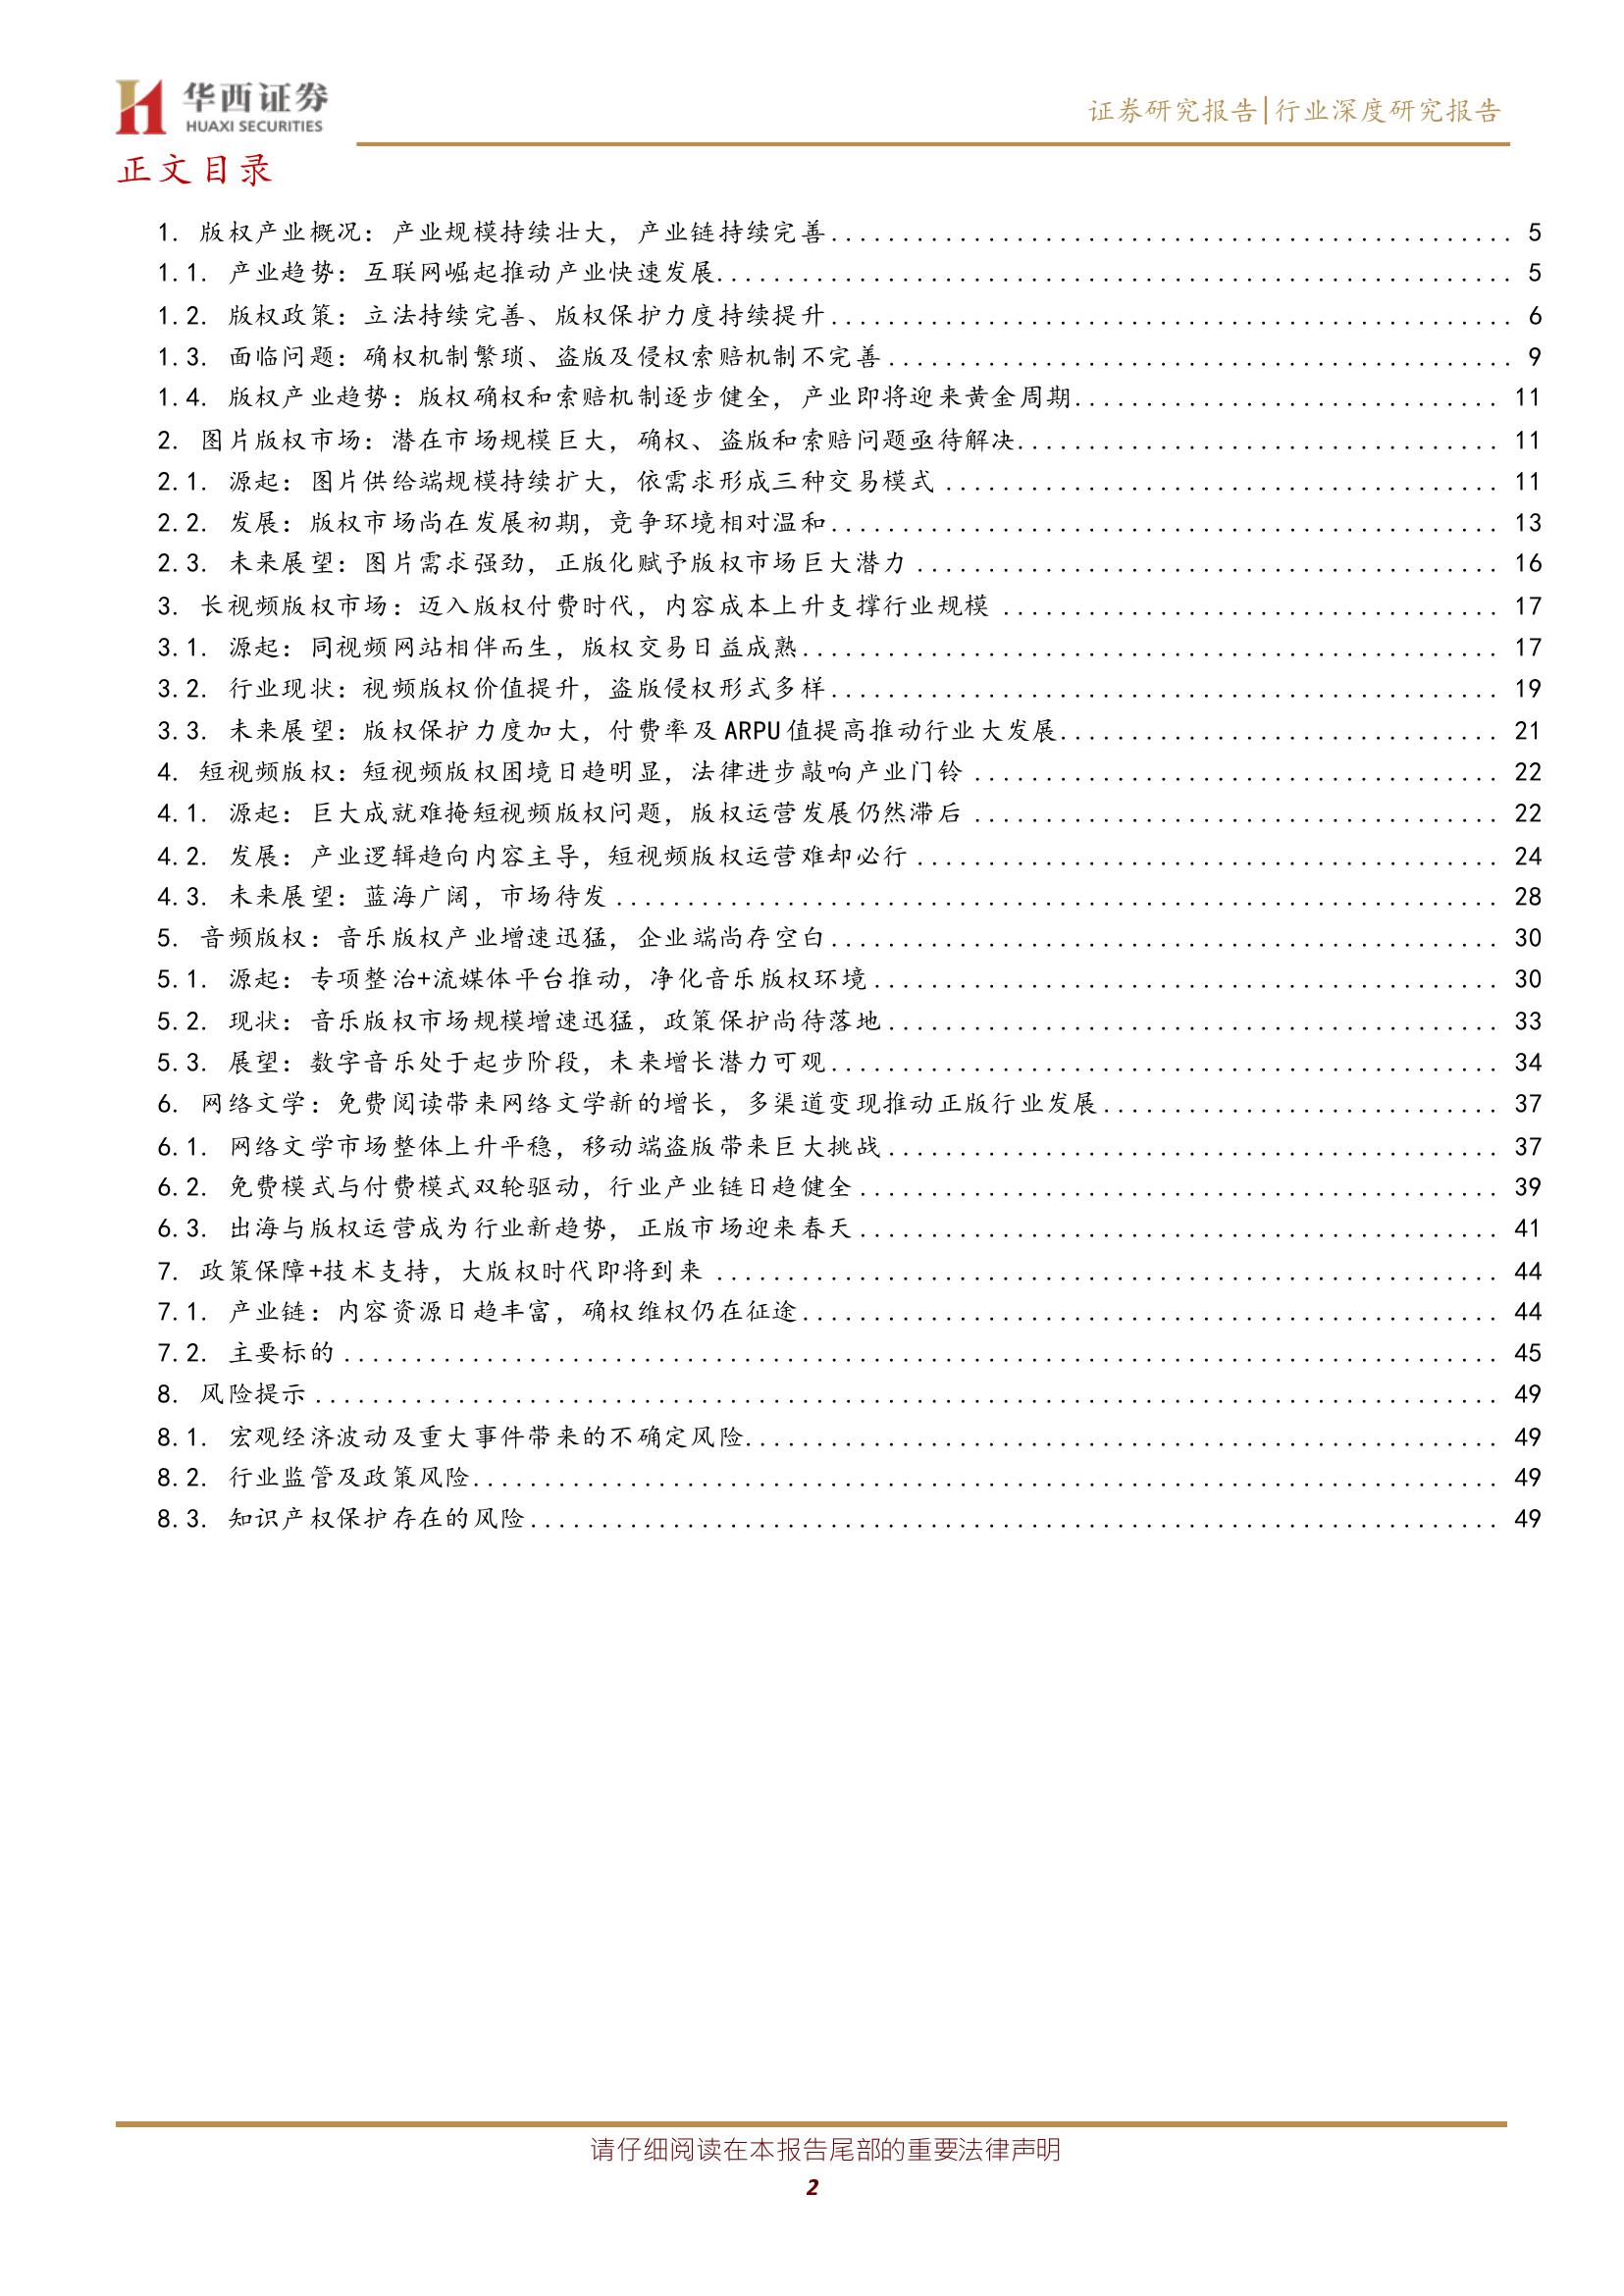 华西证券
HUAXI SECURITIES
证券研究报告|行业深度研究报告
正文目录
1. 版权产业概况：产业规模持续壮大，产业链持续完善 5
1.1. 产业趋势：互联网崛起推动产业快速发展 5
1.2. 版权政策：立法持续完善、版权保护力度持续提升 6
1.3. 面临问题：确权机制繁琐、盗版及侵权索赔机制不完善 9
1.4. 版权产业趋势：版权确权和索赔机制逐步健全，产业即将迎来黄金周期 11
2. 图片版权市场：潜在市场规模巨大，确权、盗版和索赔问题亟待解决 11
2.1. 源起：图片供给端规模持续扩大，依需求形成三种交易模式 11
2.2. 发展：版权市场尚在发展初期，竞争环境相对温和 13
2.3. 未来展望：图片需求强劲，正版化赋予版权市场巨大潜力 16
3. 长视频版权市场：迈入版权付费时代，内容成本上升支撑行业规模 17
3.1. 源起：同视频网站相伴而生，版权交易日益成熟 17
3.2. 行业现状：视频版权价值提升，盗版侵权形式多样 19
3.3. 未来展望：版权保护力度加大，付费率及 ARPU 值提高推动行业大发展 21
4. 短视频版权：短视频版权困境日趋明显，法律进步敲响产业门铃 22
4.1. 源起：巨大成就难掩短视频版权问题，版权运营发展仍然滞后 22
4.2. 发展：产业逻辑趋向内容主导，短视频版权运营难却必行 24
4.3. 未来展望：蓝海广阔，市场待发 28
5. 音频版权：音乐版权产业增速迅猛，企业端尚存空白 30
5.1. 源起：专项整治+流媒体平台推动，净化音乐版权环境 30
5.2. 现状：音乐版权市场规模增速迅猛，政策保护尚待落地 33
5.3. 展望：数字音乐处于起步阶段，未来增长潜力可观 34
6. 网络文学：免费阅读带来网络文学新的增长，多渠道变现推动正版行业发展 37
6.1. 网络文学市场整体上升平稳，移动端盗版带来巨大挑战 37
6.2. 免费模式与付费模式双轮驱动，行业产业链日趋健全 39
6.3. 出海与版权运营成为行业新趋势，正版市场迎来春天 41
7. 政策保障+技术支持，大版权时代即将到来 44
7.1. 产业链：内容资源日趋丰富，确权维权仍在征途 44
7.2. 主要标的 45
8. 风险提示 49
8.1. 宏观经济波动及重大事件带来的不确定风险 49
8.2. 行业监管及政策风险 49
8.3. 知识产权保护存在的风险 49
请仔细阅读在本报告尾部的重要法律声明
2